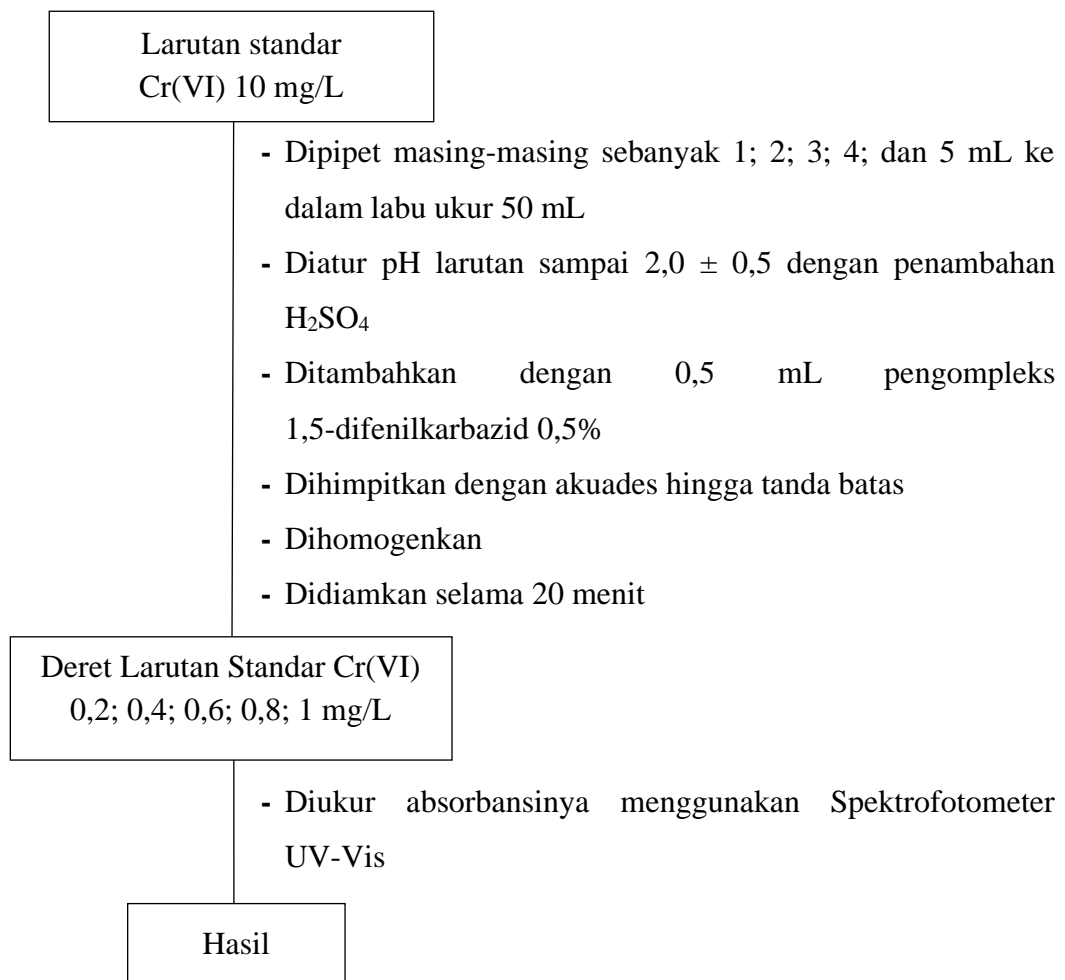 Larutan standar
Cr(VI) 10 mg/L
- Dipipet masing-masing sebanyak 1; 2; 3; 4; dan 5 mL ke
dalam labu ukur 50 mL
- Diatur pH larutan sampai 2,0 ± 0,5 dengan penambahan
H₂SO₄
- Ditambahkan dengan 0,5 mL pengompleks
1,5-difenilkarbazid 0,5%
- Dihimpitkan dengan akuades hingga tanda batas
- Dihomogenkan
- Didiamkan selama 20 menit
Deret Larutan Standar Cr(VI)
0,2; 0,4; 0,6; 0,8; 1 mg/L
- Diukur absorbansinya menggunakan Spektrofotometer
UV-Vis
Hasil